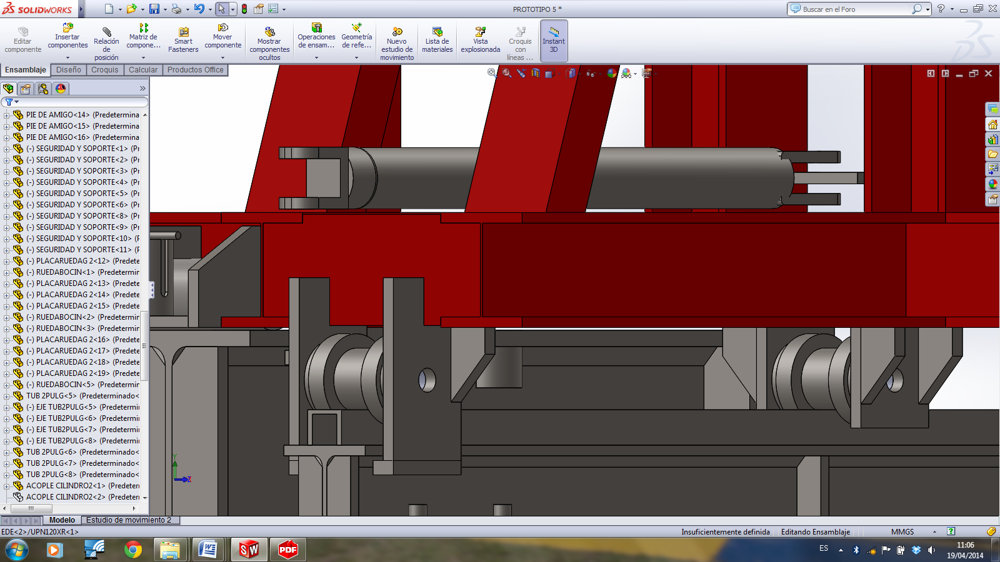 SOLIDWORKS
PROTOTIPO 5 *
Buscar en el Foro
Editar componente
Insertar componentes
Relación de posición
Matriz de compone...
Smart Fasteners
Mover componente
Mostrar componentes ocultos
Operaciones de ensam...
Geometría de refe...
Nuevo estudio de movimiento
Lista de materiales
Vista explosionada
Croquis con líneas ...
Instant 3D
Ensamblaje
Diseño
Croquis
Calcular
Productos Office
PIE DE AMIGO<14> (Predetermina
PIE DE AMIGO<15> (Predetermina
PIE DE AMIGO<16> (Predetermina
(-) SEGURIDAD Y SOPORTE<1> (Pr
(-) SEGURIDAD Y SOPORTE<2> (Pr
(-) SEGURIDAD Y SOPORTE<3> (Pr
(-) SEGURIDAD Y SOPORTE<4> (Pr
(-) SEGURIDAD Y SOPORTE<5> (Pr
(-) SEGURIDAD Y SOPORTE<6> (Pr
(-) SEGURIDAD Y SOPORTE<8> (Pr
(-) SEGURIDAD Y SOPORTE<9> (Pr
(-) SEGURIDAD Y SOPORTE<10> (P
(-) SEGURIDAD Y SOPORTE<11> (P
(-) PLACARUEDAG 2<12> (Predete
(-) RUEDABOCIN<1> (Predetermin
(-) PLACARUEDAG 2<13> (Predete
(-) PLACARUEDAG 2<14> (Predete
(-) PLACARUEDAG 2<15> (Predete
(-) RUEDABOCIN<2> (Predetermin
(-) RUEDABOCIN<3> (Predetermin
(-) PLACARUEDAG 2<16> (Predete
(-) PLACARUEDAG 2<17> (Predete
(-) PLACARUEDAG 2<18> (Predete
(-) PLACARUEDAG 2<19> (Predete
(-) RUEDABOCIN<5> (Predetermin
TUB 2PULG<5> (Predeterminado<
(-) EJE TUB2PULG<5> (Predetermi
(-) EJE TUB2PULG<6> (Predetermi
(-) EJE TUB2PULG<7> (Predetermi
(-) EJE TUB2PULG<8> (Predetermi
TUB 2PULG<6> (Predeterminado<
TUB 2PULG<7> (Predeterminado<
TUB 2PULG<8> (Predeterminado<
ACOPLE CILINDRO2<1> (Predeter
ACOPLE CILINDRO2<2> (Predeter
Y
Z
Modelo
Estudio de movimiento 2
EDE<2>/UPN120XR<1>
Insuficientemente definida
Editando Ensamblaje
MMGS
SW
PDF
ES
11:06
19/04/2014